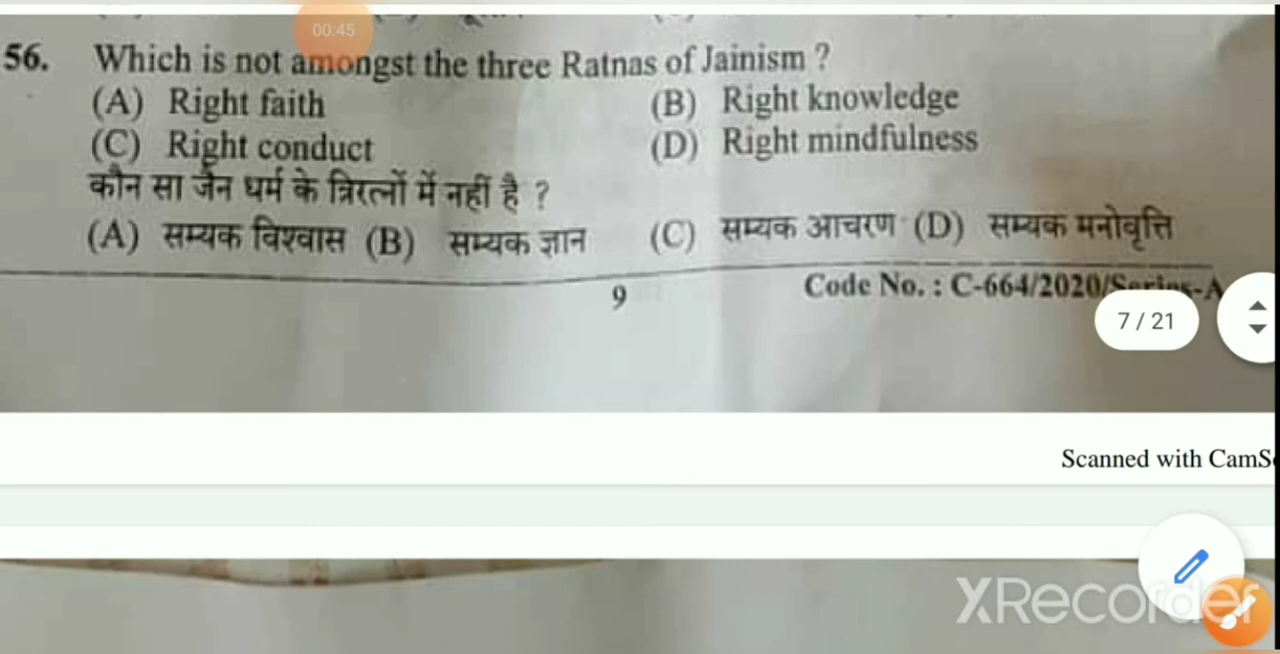 00:45
56. Which is not amongst the three Ratnas of Jainism ?
(A) Right faith (B) Right knowledge
(C) Right conduct (D) Right mindfulness
कौन सा जैन धर्म के त्रिरत्नों में नहीं है ?
(A) सम्यक विश्वास (B) सम्यक ज्ञान (C) सम्यक आचरण (D) सम्यक मनोवृत्ति
9 Code No. : C-664/2020/Series-A
7 / 21
Scanned with CamS
XRecorder